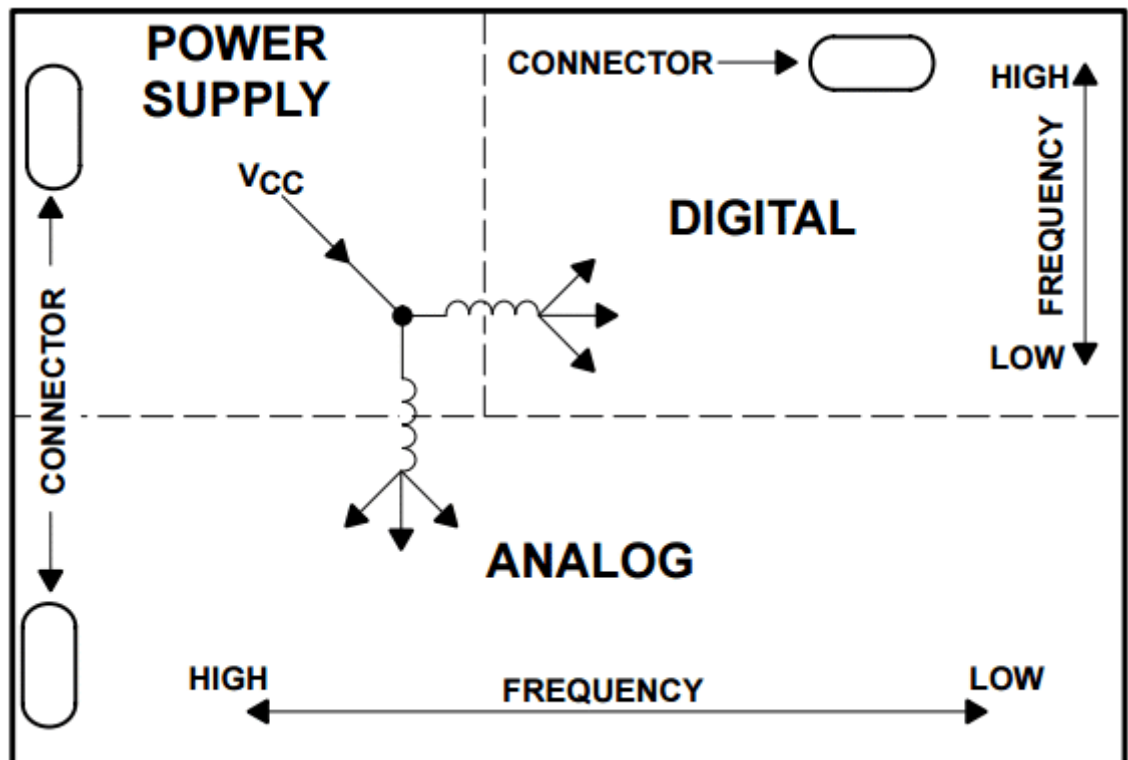 POWER
SUPPLY
CONNECTOR
HIGH
FREQUENCY
LOW
VCC
DIGITAL
CONNECTOR
ANALOG
HIGH
FREQUENCY
LOW